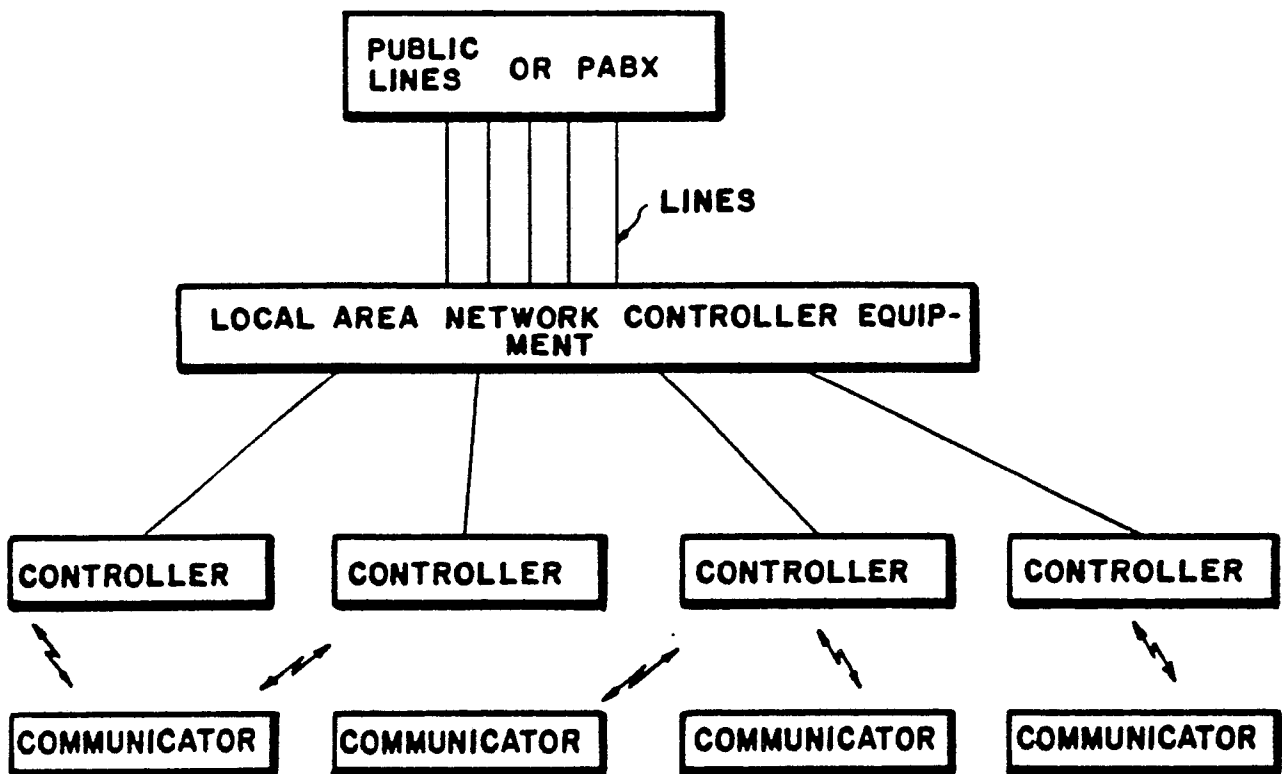 PUBLIC
LINES OR PABX
LINES
LOCAL AREA NETWORK CONTROLLER EQUIP-
MENT
CONTROLLER CONTROLLER CONTROLLER CONTROLLER
COMMUNICATOR COMMUNICATOR COMMUNICATOR COMMUNICATOR